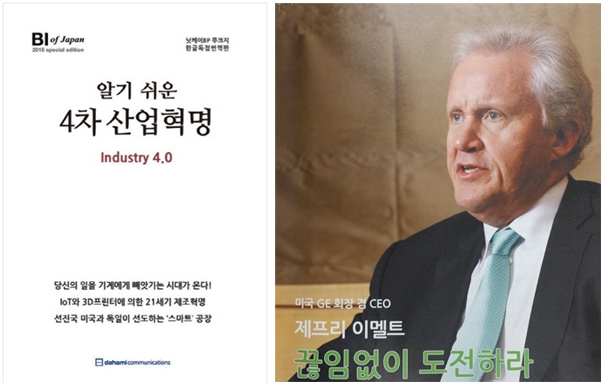 BI of Japan
2016 special edition
닛케이BP 무크지
한글독점번역판
알기 쉬운
4차 산업혁명
Industry 4.0
당신의 일을 기계에게 빼앗기는 시대가 온다!
IoT와 3D프린터에 의한 21세기 제조혁명
선진국 미국과 독일이 선도하는 '스마트' 공장
dahami communications
미국 GE 회장 겸 CEO
제프리 이멜트
끊임없이 도전하라